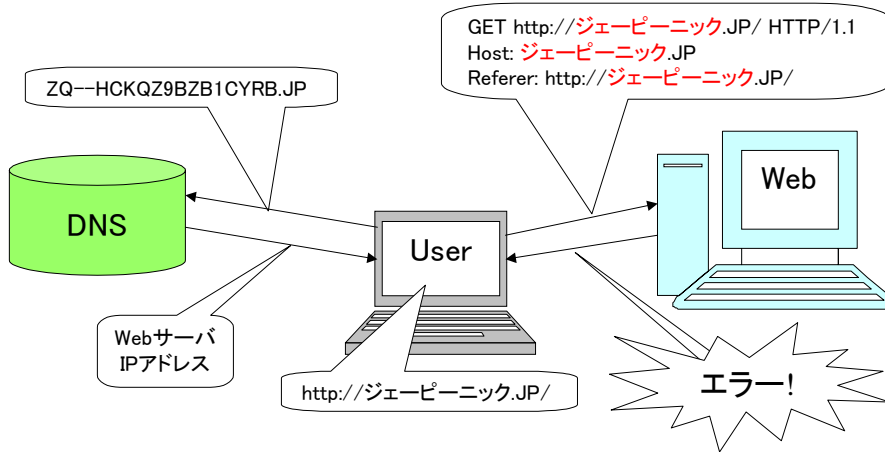 GET http://ジェーピーニック.JP/ HTTP/1.1
Host: ジェーピーニック.JP
Referer: http://ジェーピーニック.JP/
ZQ--HCKQZ9BZB1CYRB.JP
DNS
User
Web
Webサーバ
IPアドレス
http://ジェーピーニック.JP/
エラー!